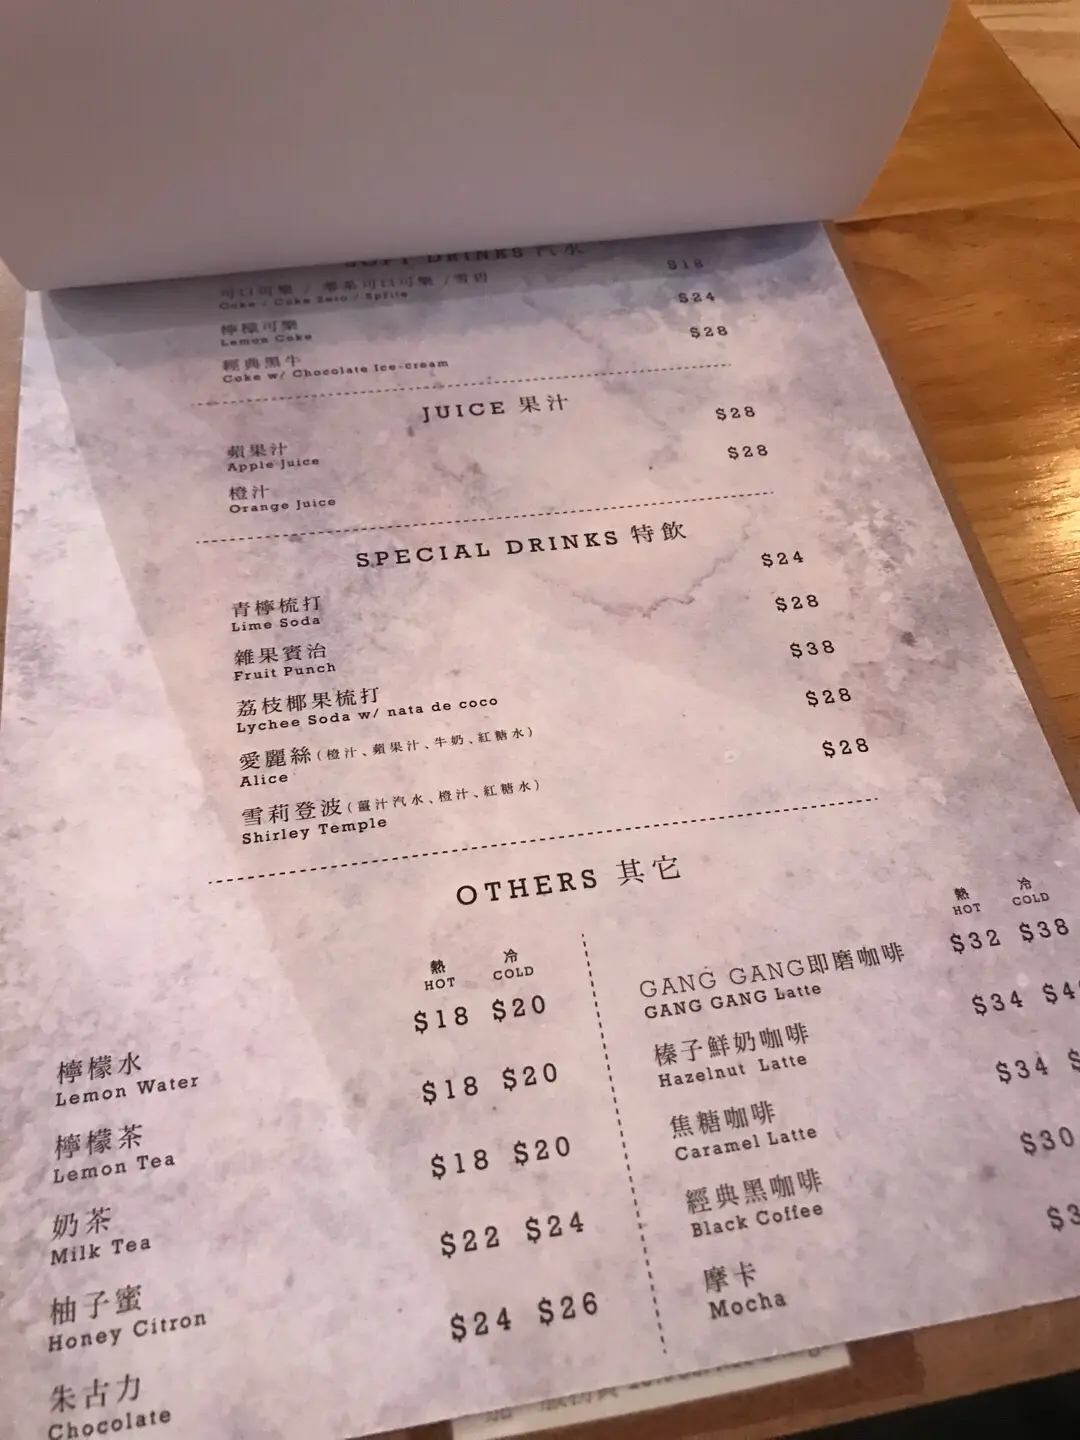 SOFT DRINKS 汽水
可口可樂 / 零系可口可樂 / 雪碧
Coke / Coke Zero / Sprite
$18
檸檬可樂
Lemon Coke
$24
經典黑牛
Coke w/ Chocolate Ice-cream
$28
JUICE 果汁
蘋果汁
Apple Juice
$28
橙汁
Orange Juice
$28
SPECIAL DRINKS 特飲
青檸梳打
Lime Soda
$24
雜果賓治
Fruit Punch
$28
荔枝椰果梳打
Lychee Soda w/ nata de coco
$38
愛麗絲(橙汁、蘋果汁、牛奶、紅糖水)
Alice
$28
雪莉登波(薑汁汽水、橙汁、紅糖水)
Shirley Temple
$28
OTHERS 其它
熱 冷
HOT COLD
檸檬水
Lemon Water
$18 $20
檸檬茶
Lemon Tea
$18 $20
奶茶
Milk Tea
$18 $20
柚子蜜
Honey Citron
$22 $24
朱古力
Chocolate
$24 $26
熱 冷
HOT COLD
GANG GANG即磨咖啡
GANG GANG Latte
$32 $38
榛子鮮奶咖啡
Hazelnut Latte
$34
焦糖咖啡
Caramel Latte
$34
經典黑咖啡
Black Coffee
$30
摩卡
Mocha